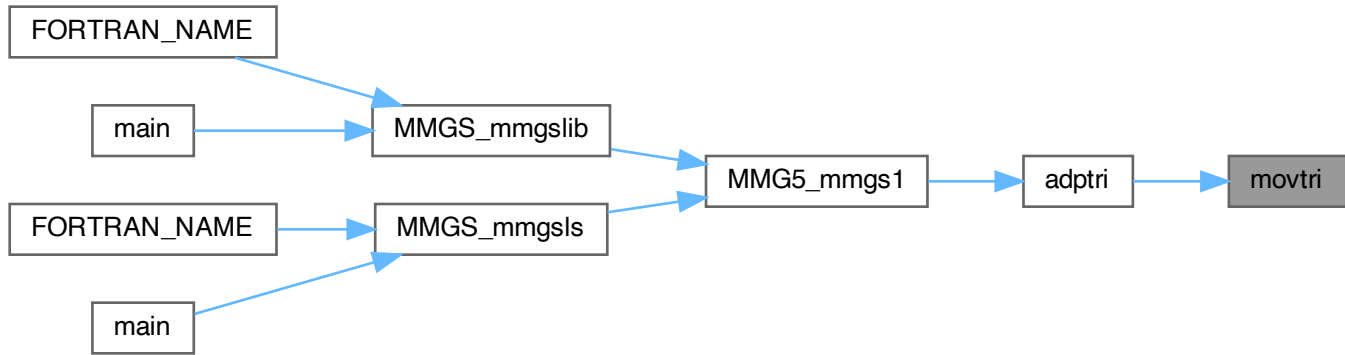 FORTRAN_NAME
main
MMGS_mmgslib
MMG5_mmgs1
adptri
movtri
FORTRAN_NAME
MMGS_mmgsls
main